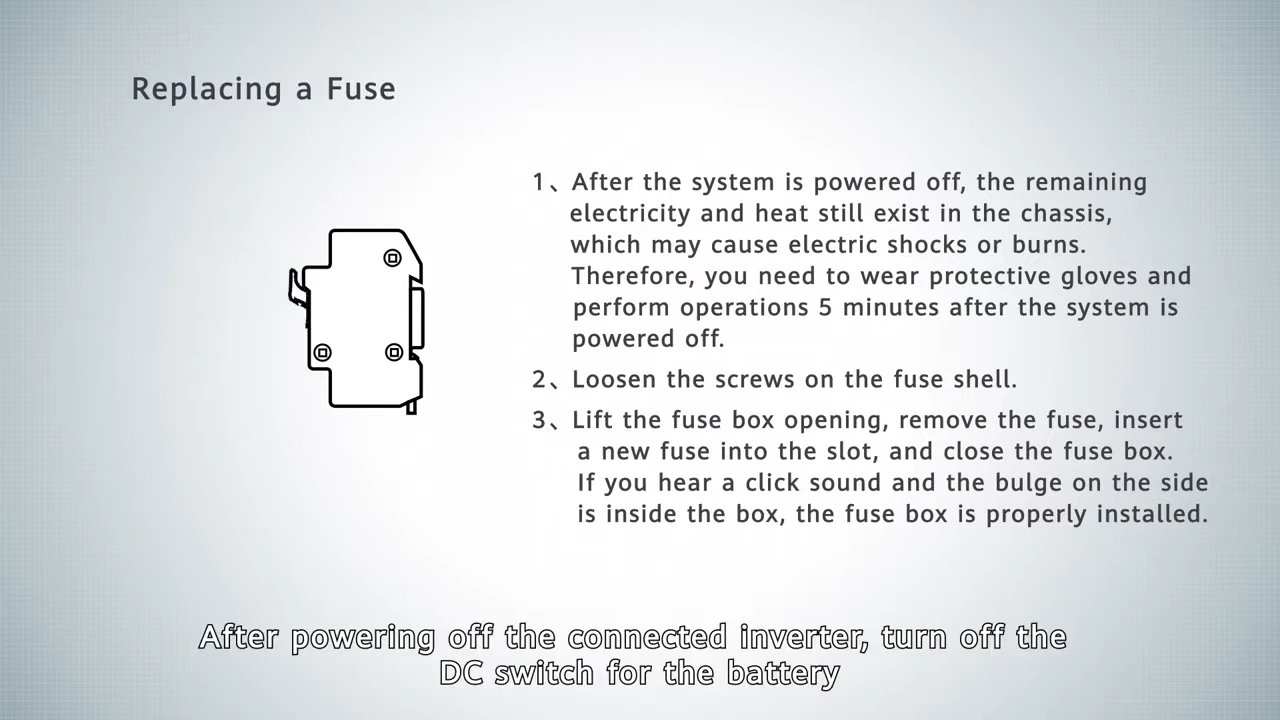 Replacing a Fuse
1、After the system is powered off, the remaining
electricity and heat still exist in the chassis,
which may cause electric shocks or burns.
Therefore, you need to wear protective gloves and
perform operations 5 minutes after the system is
powered off.
2、Loosen the screws on the fuse shell.
3、Lift the fuse box opening, remove the fuse, insert
a new fuse into the slot, and close the fuse box.
If you hear a click sound and the bulge on the side
is inside the box, the fuse box is properly installed.
After powering off the connected inverter, turn off the
DC switch for the battery